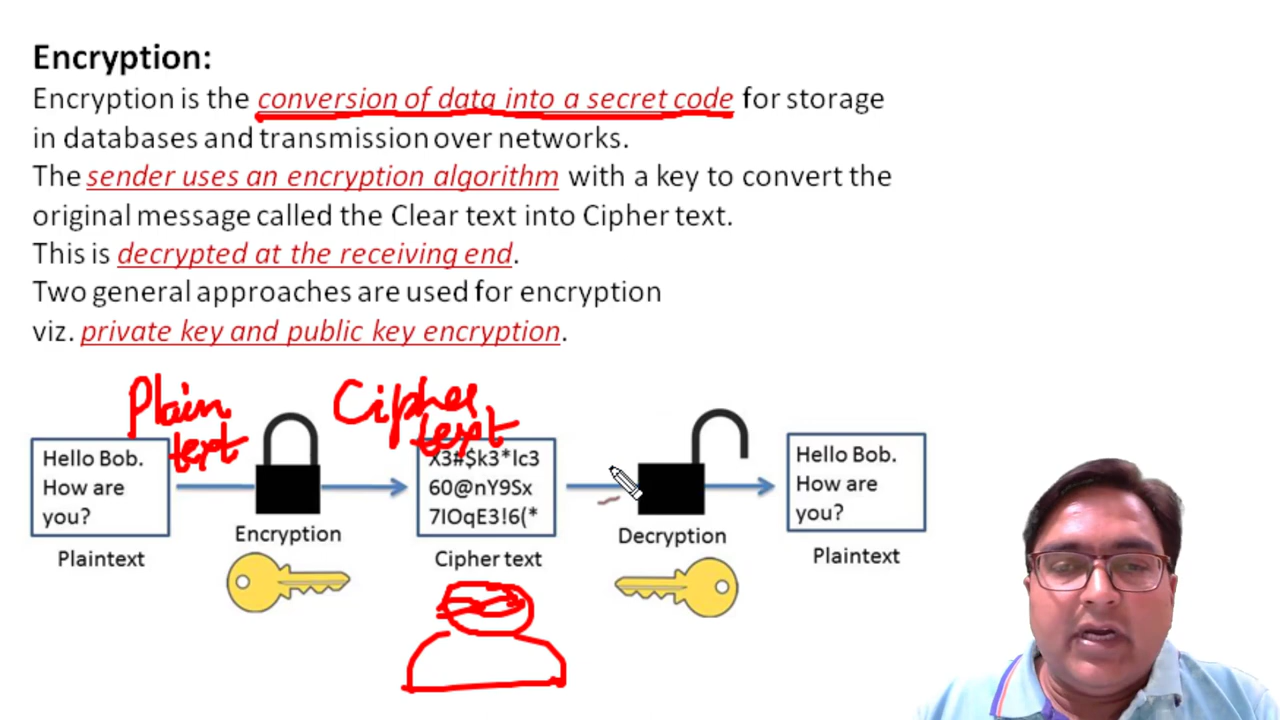 Encryption:
Encryption is the conversion of data into a secret code for storage
in databases and transmission over networks.
The sender uses an encryption algorithm with a key to convert the
original message called the Clear text into Cipher text.
This is decrypted at the receiving end.
Two general approaches are used for encryption
viz. private key and public key encryption.
Plain
text
Cipher
text
Hello Bob.
How are
you?
Plaintext
Encryption
X3#$k3*lc3
60@nY9Sx
7IOqE3!6(*
Cipher text
Decryption
Hello Bob.
How are
you?
Plaintext